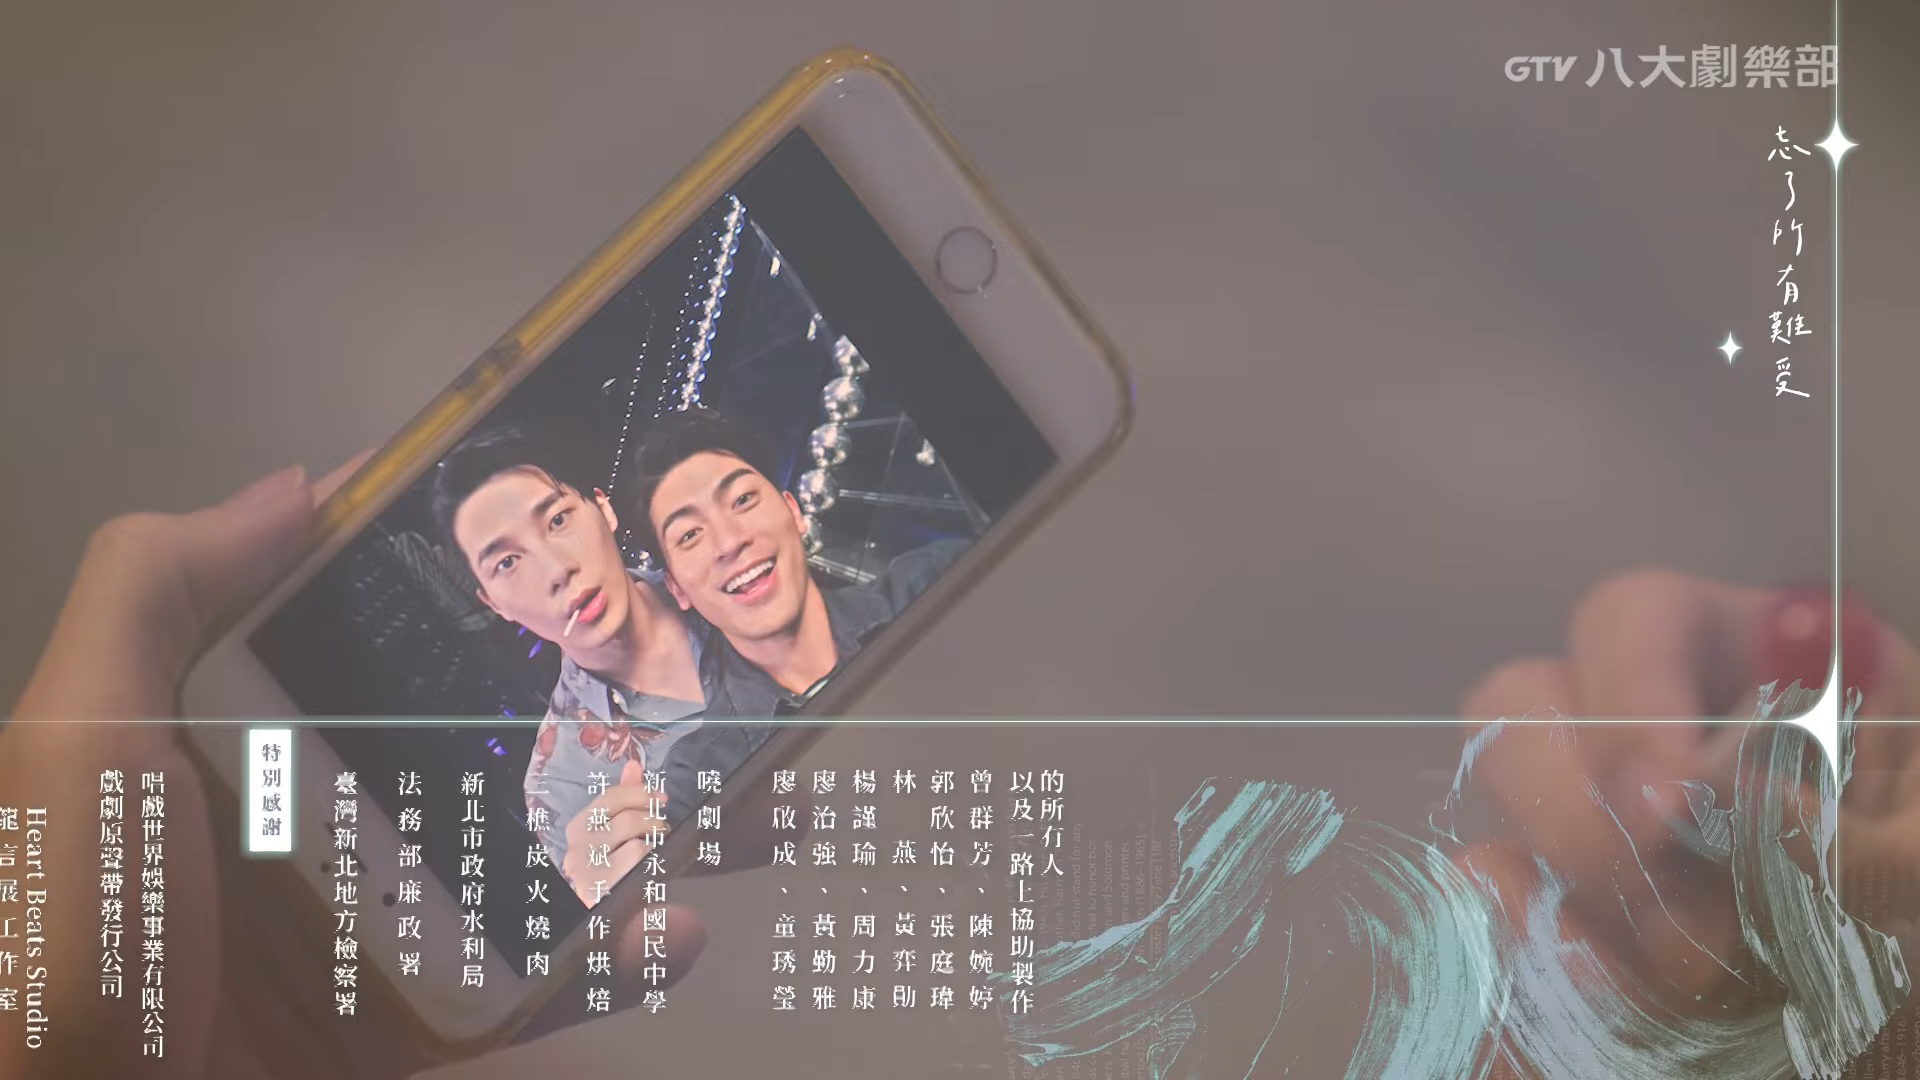 GTV 八大劇樂部
忘了所有難受
籠言展工作室
Heart Beats Studio
戲劇原聲帶發行公司
唱戲世界娛樂事業有限公司
特別感謝
臺灣新北地方檢察署
法務部廉政署
新北市政府水利局
三樵炭火燒肉
許燕斌手作烘焙
新北市永和國民中學
曉劇場
廖啟成、童琇瑩
廖治強、黃勤雅
楊謹瑜、周力康
林燕、黃弈勛
郭欣怡、張庭瑋
曾群芳、陳婉婷
以及一路上協助製作
的所有人